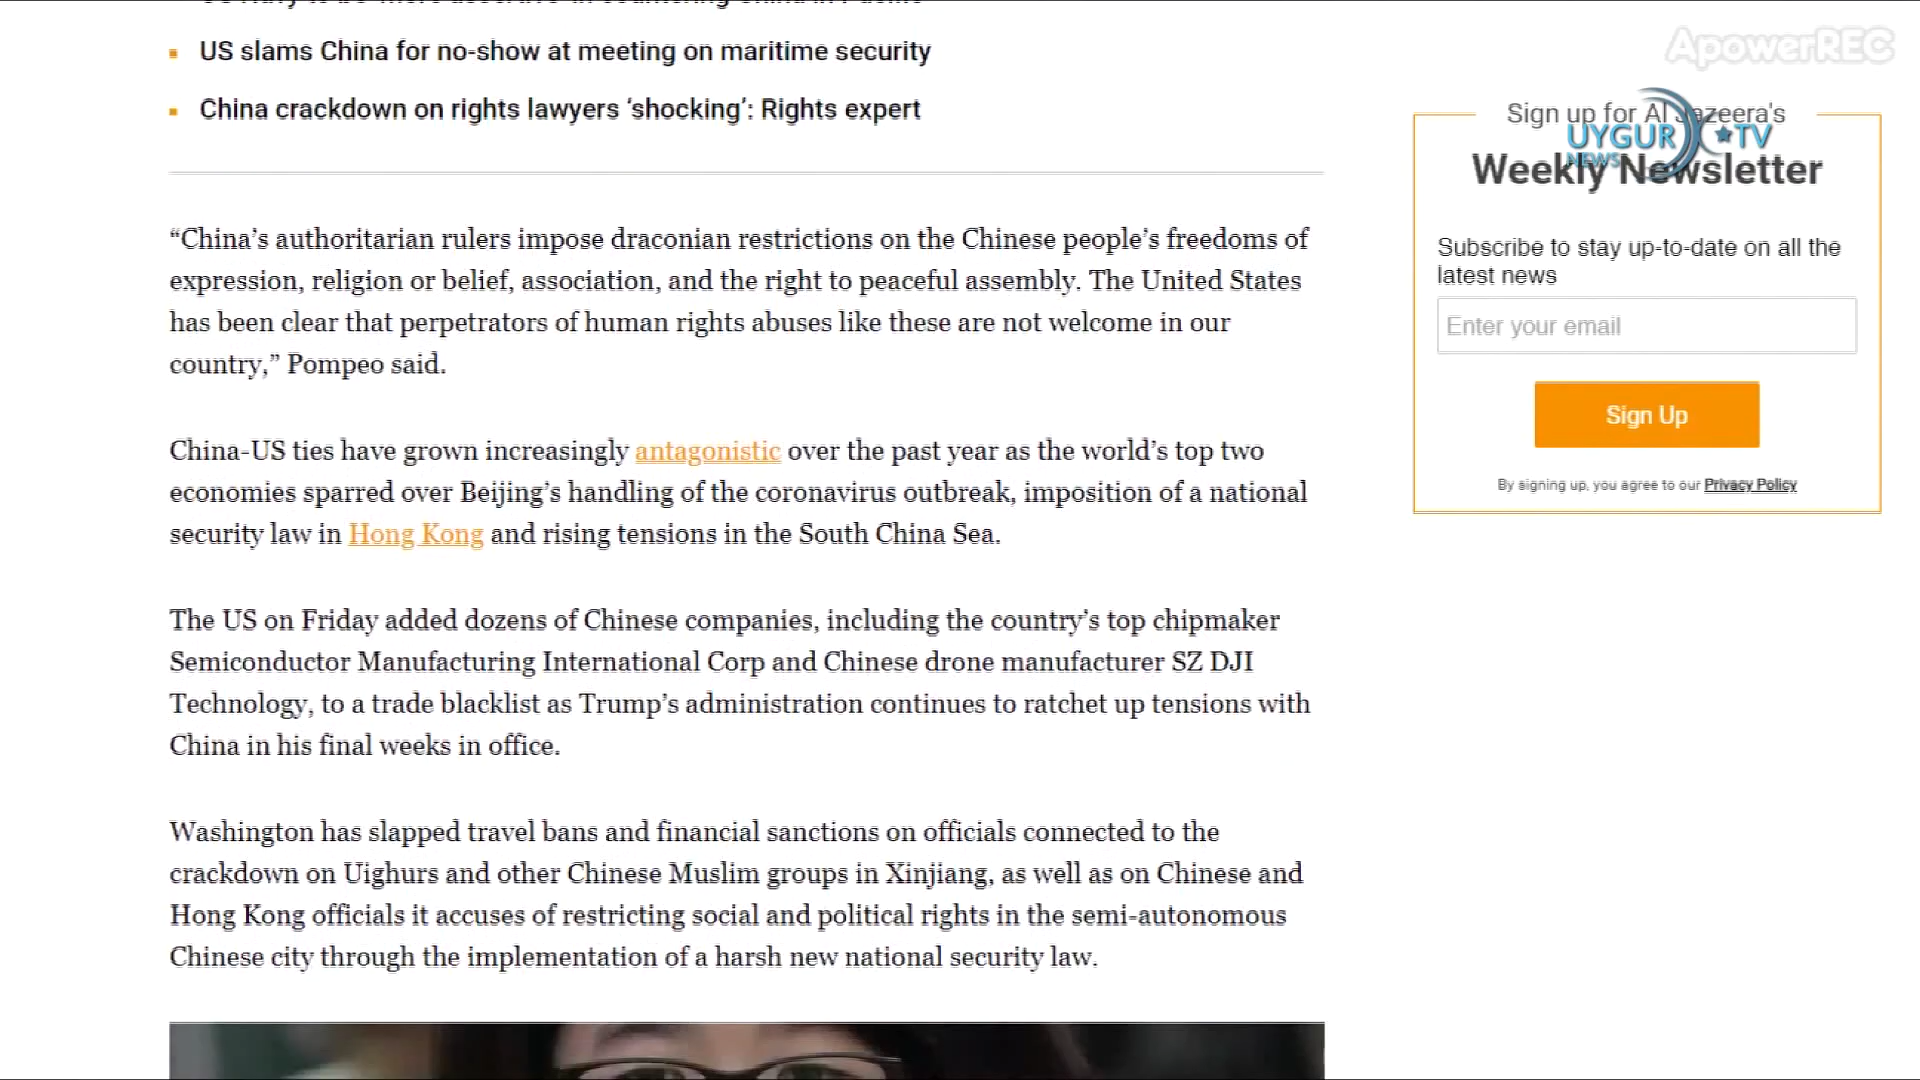 US slams China for no-show at meeting on maritime security
China crackdown on rights lawyers ‘shocking’: Rights expert
“China’s authoritarian rulers impose draconian restrictions on the Chinese people’s freedoms of
expression, religion or belief, association, and the right to peaceful assembly. The United States
has been clear that perpetrators of human rights abuses like these are not welcome in our
country,” Pompeo said.
China-US ties have grown increasingly antagonistic over the past year as the world’s top two
economies sparred over Beijing’s handling of the coronavirus outbreak, imposition of a national
security law in Hong Kong and rising tensions in the South China Sea.
The US on Friday added dozens of Chinese companies, including the country’s top chipmaker
Semiconductor Manufacturing International Corp and Chinese drone manufacturer SZ DJI
Technology, to a trade blacklist as Trump’s administration continues to ratchet up tensions with
China in his final weeks in office.
Washington has slapped travel bans and financial sanctions on officials connected to the
crackdown on Uighurs and other Chinese Muslim groups in Xinjiang, as well as on Chinese and
Hong Kong officials it accuses of restricting social and political rights in the semi-autonomous
Chinese city through the implementation of a harsh new national security law.
ApowerREC
Sign up for Al Jazeera's
UYGUR TV
NEWS
Weekly Newsletter
Subscribe to stay up-to-date on all the
latest news
Enter your email
Sign Up
By signing up, you agree to our Privacy Policy